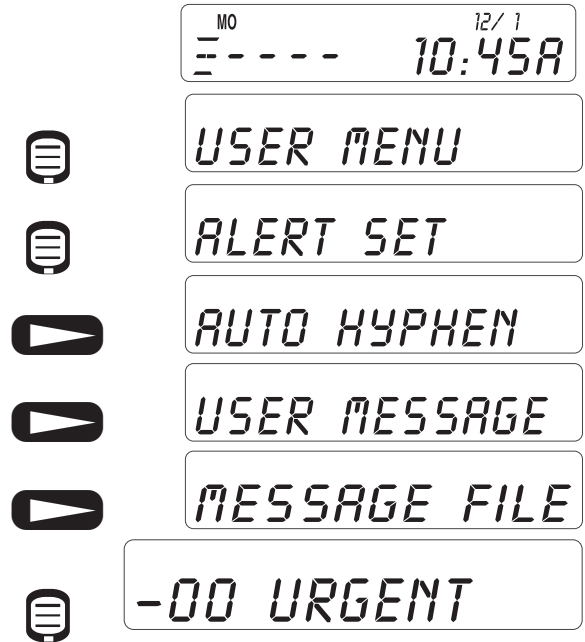 MO 12/ 1
- - - - 10:45A
USER MENU
ALERT SET
AUTO HYPHEN
USER MESSAGE
MESSAGE FILE
-00 URGENT